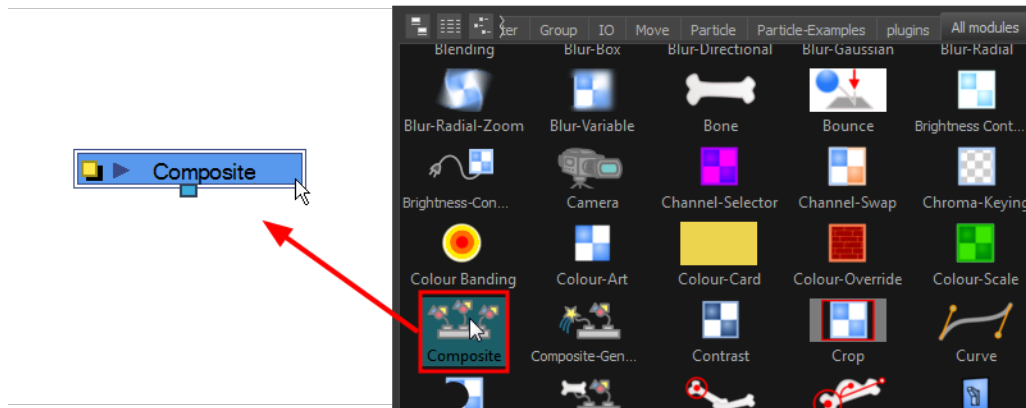 ter Group IO Move Particle Particle-Examples plugins All modules
Blending Blur-Box Blur-Directional Blur-Gaussian Blur-Radial
Blur-Radial-Zoom Blur-Variable Bone Bounce Brightness Cont...
Composite
Brightness-Con... Camera Channel-Selector Channel-Swap Chroma-Keying
Colour Banding Colour-Art Colour-Card Colour-Override Colour-Scale
Composite Composite-Gen... Contrast Crop Curve